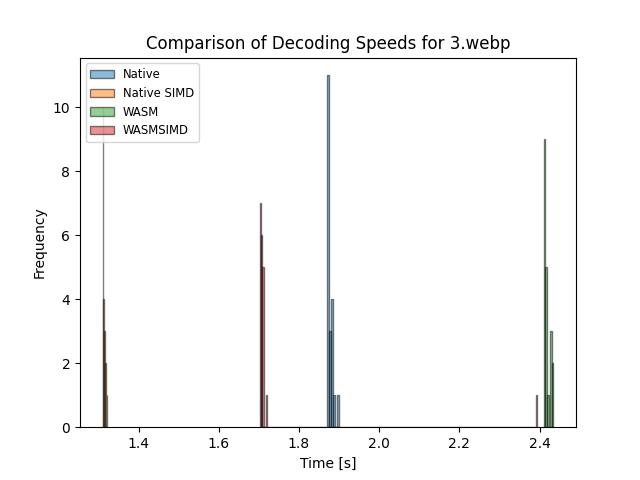 Comparison of Decoding Speeds for 3.webp
Native
Native SIMD
WASM
WASMSIMD
Frequency
10
8
6
4
2
0
1.4 1.6 1.8 2.0 2.2 2.4
Time [s]